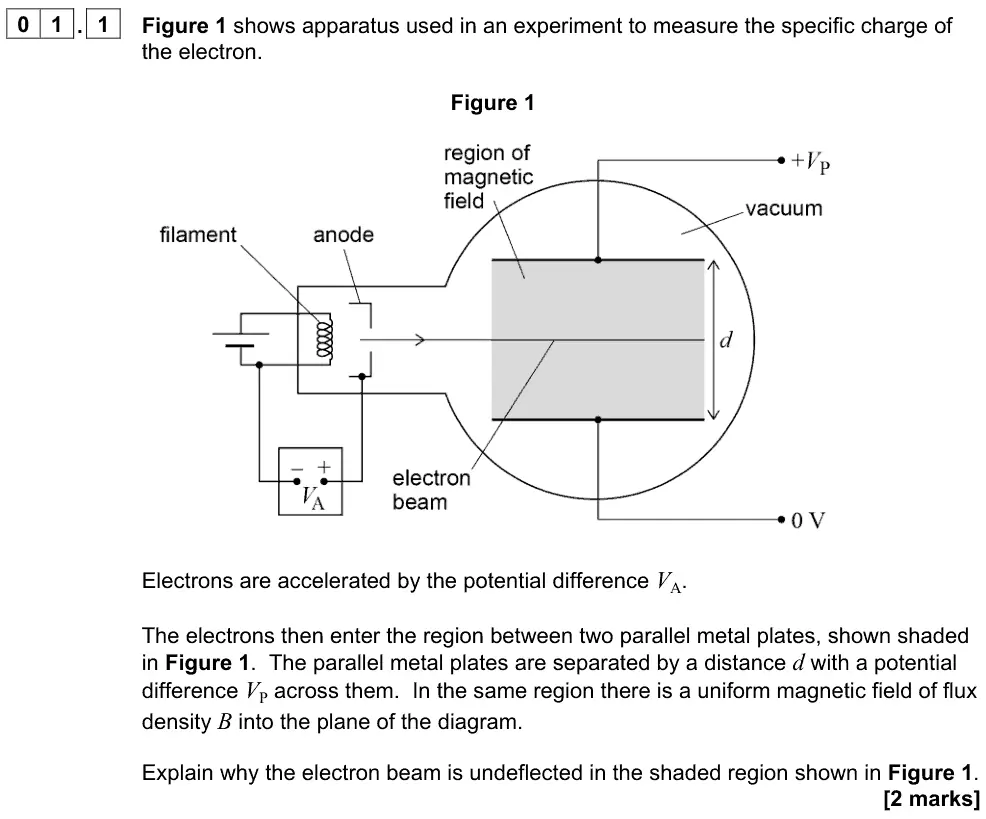 0 1 . 1 Figure 1 shows apparatus used in an experiment to measure the specific charge of
the electron.
Figure 1
region of
magnetic
field
+VP
vacuum
filament
anode
d
electron
beam
– +
VA
0 V
Electrons are accelerated by the potential difference VA.
The electrons then enter the region between two parallel metal plates, shown shaded
in Figure 1. The parallel metal plates are separated by a distance d with a potential
difference VP across them. In the same region there is a uniform magnetic field of flux
density B into the plane of the diagram.
Explain why the electron beam is undeflected in the shaded region shown in Figure 1.
[2 marks]